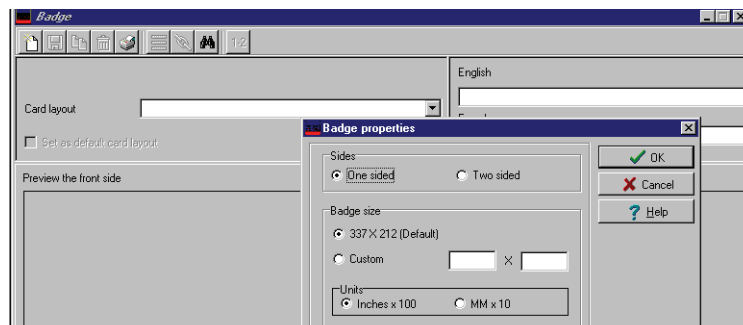 Badge
1·2
English
Card layout
Set as default card layout
Badge properties
Sides
One sided
Two sided
OK
Cancel
Help
Preview the front side
Badge size
337 X 212 (Default)
Custom
X
Units
Inches x 100
MM x 10